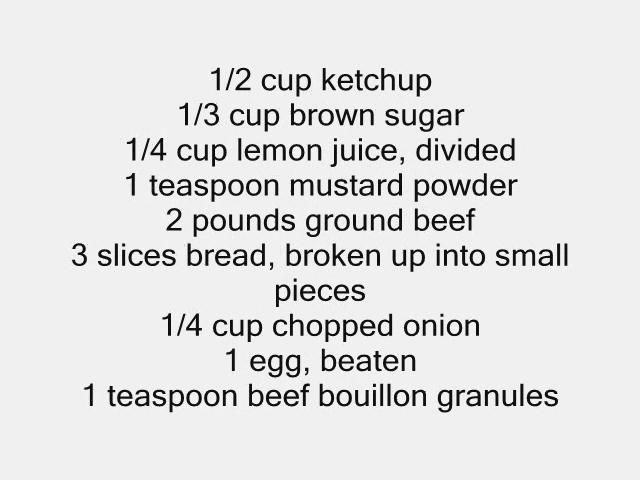 1/2 cup ketchup
1/3 cup brown sugar
1/4 cup lemon juice, divided
1 teaspoon mustard powder
2 pounds ground beef
3 slices bread, broken up into small
pieces
1/4 cup chopped onion
1 egg, beaten
1 teaspoon beef bouillon granules